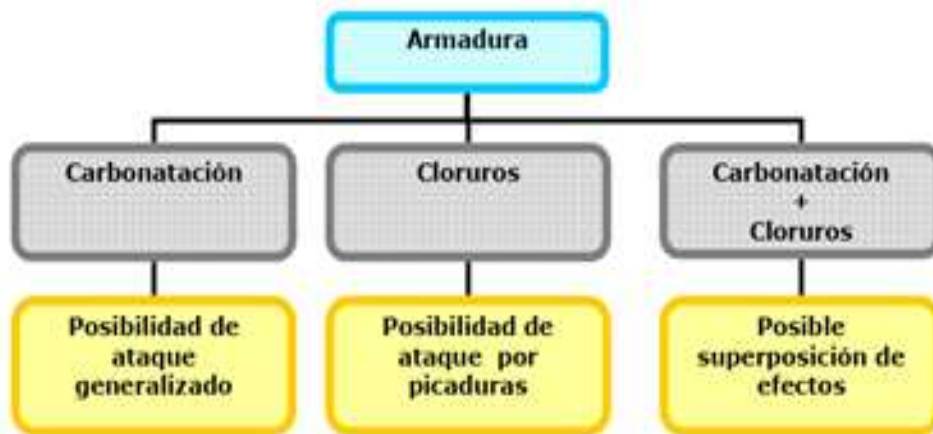 Armadura
Carbonatación
Cloruros
Carbonatación
+
Cloruros
Posibilidad de
ataque
generalizado
Posibilidad de
ataque por
picaduras
Posible
superposición de
efectos